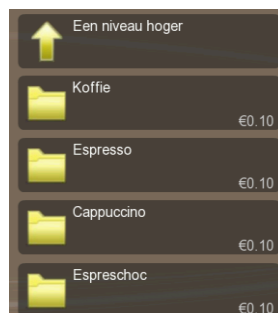 Een niveau hoger
Koffie
€0.10
Espresso
€0.10
Cappuccino
€0.10
Espreschoc
€0.10